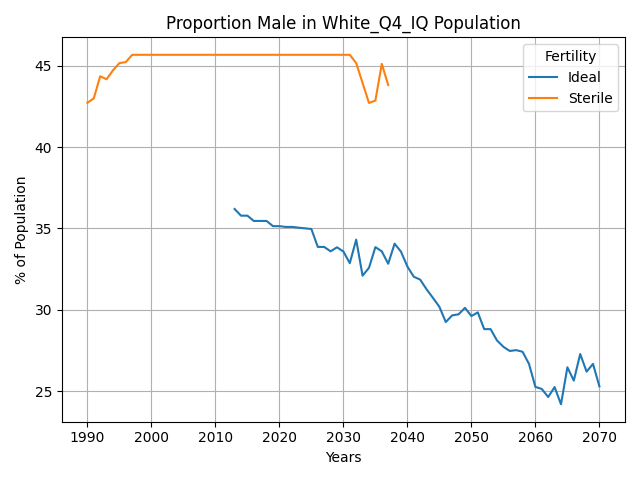 Proportion Male in White_Q4_IQ Population
Fertility
Ideal
Sterile
% of Population
45
40
35
30
25
1990
2000
2010
2020
2030
2040
2050
2060
2070
Years